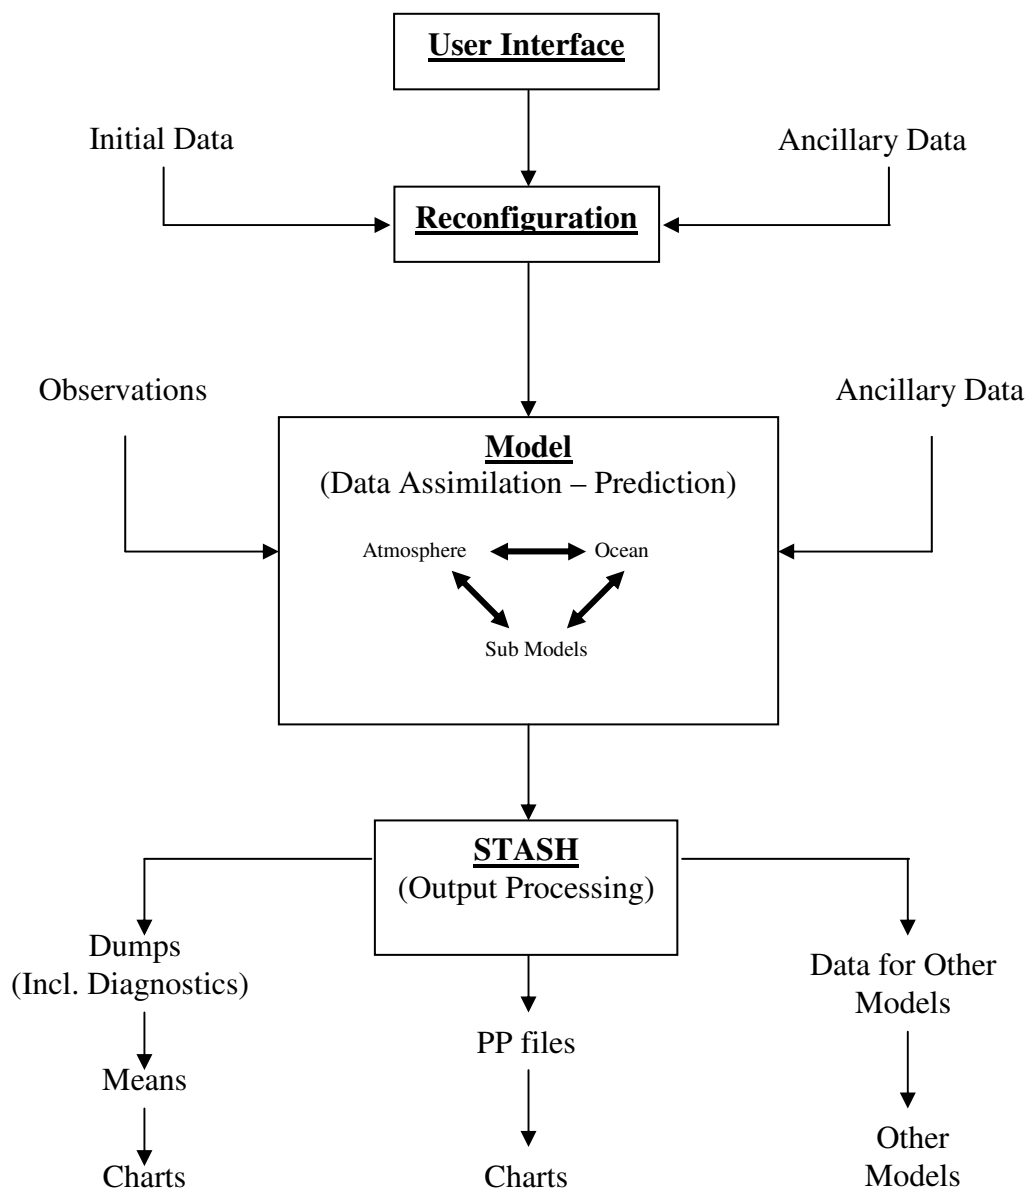 User Interface
Initial Data
Ancillary Data
Reconfiguration
Observations
Ancillary Data
Model
(Data Assimilation – Prediction)
Atmosphere
Ocean
Sub Models
STASH
(Output Processing)
Dumps
(Incl. Diagnostics)
Data for Other
Models
PP files
Means
Other
Models
Charts
Charts